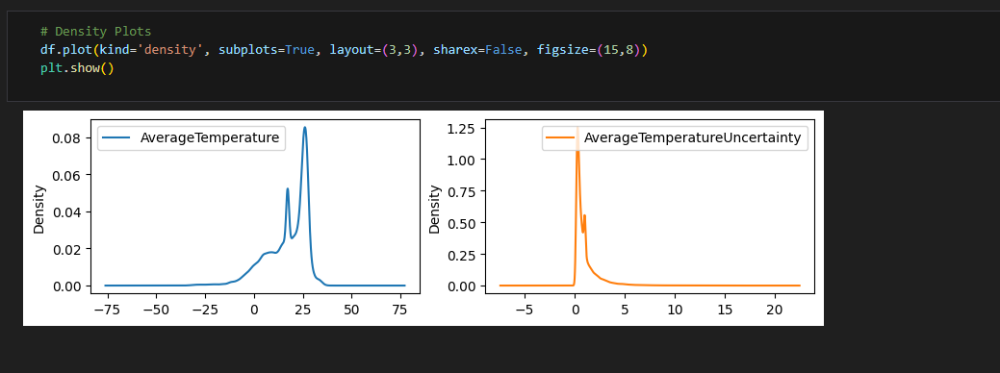 # Density Plots
df.plot(kind='density', subplots=True, layout=(3,3), sharex=False, figsize=(15,8))
plt.show()
AverageTemperature
0.08
0.06
0.04
0.02
0.00
Density
−75 −50 −25 0 25 50 75
AverageTemperatureUncertainty
1.25
1.00
0.75
0.50
0.25
0.00
Density
−5 0 5 10 15 20